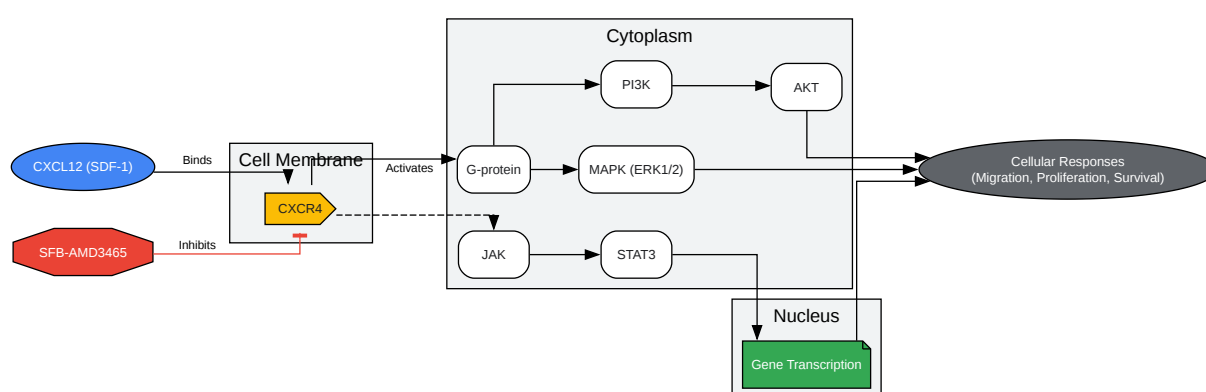 Cytoplasm
PI3K
AKT
CXCL12 (SDF-1)
Binds
Cell Membrane
Activates
G-protein
MAPK (ERK1/2)
Cellular Responses
(Migration, Proliferation, Survival)
CXCR4
SFB-AMD3465
Inhibits
JAK
STAT3
Nucleus
Gene Transcription